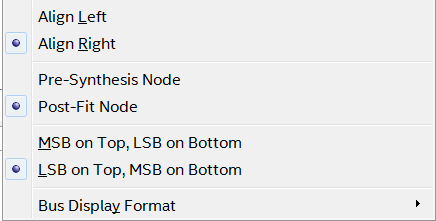 Align Left
Align Right
Pre-Synthesis Node
Post-Fit Node
MSB on Top, LSB on Bottom
LSB on Top, MSB on Bottom
Bus Display Format